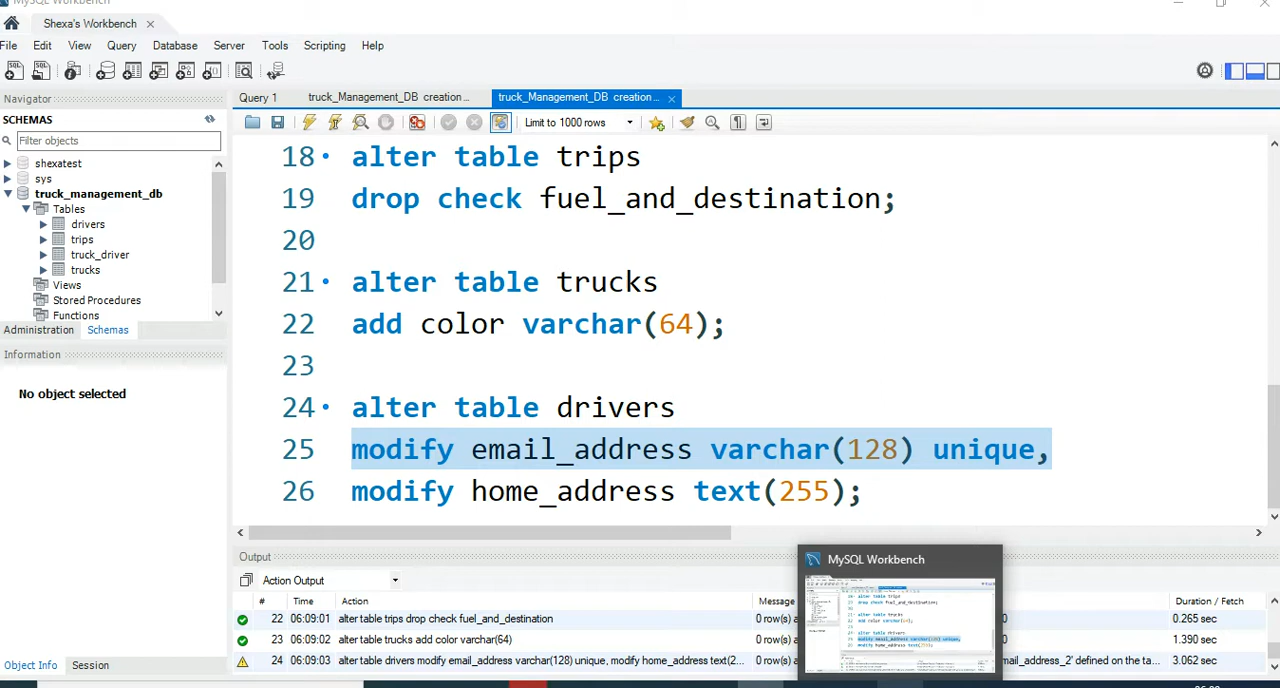 MySQL Workbench
Shexa's Workbench
File Edit View Query Database Server Tools Scripting Help
Navigator
SCHEMAS
Filter objects
shexatest
sys
truck_management_db
Tables
drivers
trips
truck_driver
trucks
Views
Stored Procedures
Functions
Administration Schemas
Information
No object selected
Object Info Session
Query 1 truck_Management_DB creation... truck_Management_DB creation...
Limit to 1000 rows
18 alter table trips
19 drop check fuel_and_destination;
20
21 alter table trucks
22 add color varchar(64);
23
24 alter table drivers
25 modify email_address varchar(128) unique,
26 modify home_address text(255);
Output
Action Output
# Time Action Message Duration / Fetch
22 06:09:01 alter table trips drop check fuel_and_destination 0 row(s) a 0 0.265 sec
23 06:09:02 alter table trucks add color varchar(64) 0 row(s) a 0 1.390 sec
24 06:09:03 alter table drivers modify email_address varchar(128) unique, modify home_address text(2... 0 row(s) a mail_address_2' defined on the ta... 3.062 sec
MySQL Workbench